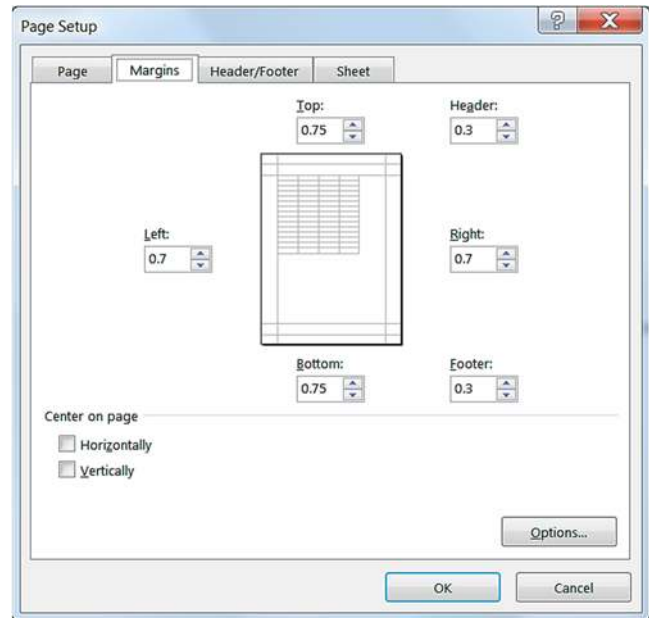 Page Setup
Page
Margins
Header/Footer
Sheet
Top:
Header:
0.75
0.3
Left:
Right:
0.7
0.7
Bottom:
Footer:
0.75
0.3
Center on page
Horizontally
Vertically
Options...
OK
Cancel